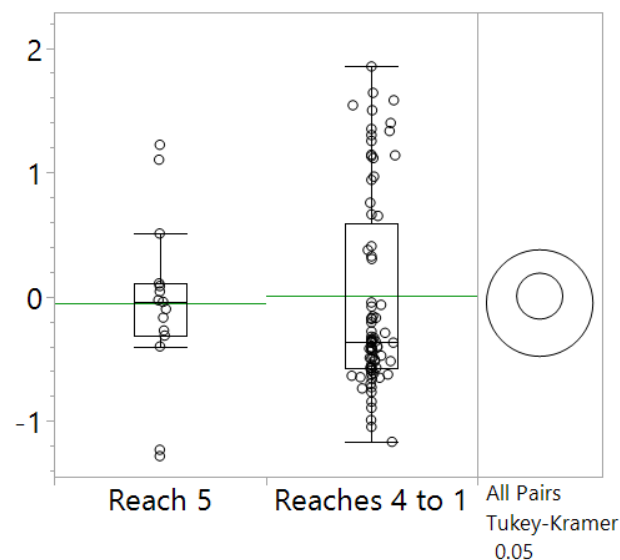 2
1
0
-1
Reach 5
Reaches 4 to 1
All Pairs
Tukey-Kramer
0.05